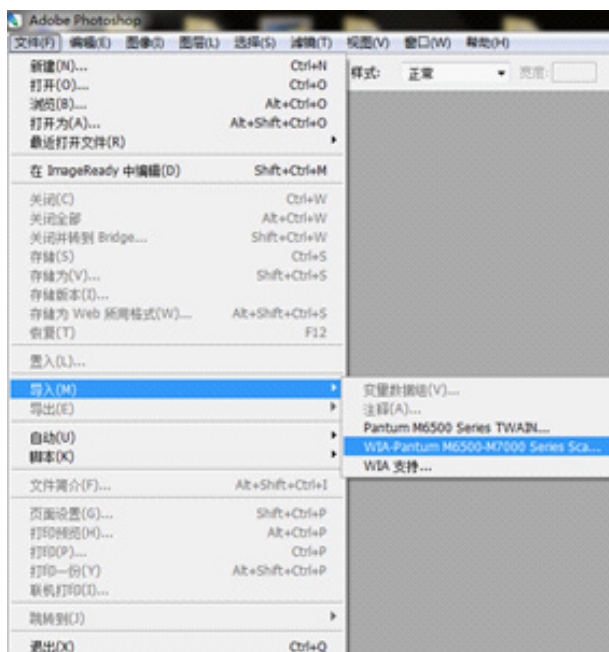 Adobe Photoshop
文件(F) 编辑(E) 图像(I) 图层(L) 选择(S) 滤镜(T) 视图(V) 窗口(W) 帮助(H)
样式: 正常 宽度:
新建(N)... Ctrl+N
打开(O)... Ctrl+O
浏览(B)... Alt+Ctrl+O
打开为(A)... Alt+Shift+Ctrl+O
最近打开文件(R)
在 ImageReady 中编辑(D) Shift+Ctrl+M
关闭(C) Ctrl+W
关闭全部 Alt+Ctrl+W
关闭并转到 Bridge... Shift+Ctrl+W
存储(S) Ctrl+S
存储为(V)... Shift+Ctrl+S
存储版本(I)...
存储为 Web 所用格式(W)... Alt+Shift+Ctrl+S
恢复(T) F12
置入(L)...
导入(M)
变量数据组(V)...
导出(E)
注释(A)...
Pantum M6500 Series TWAIN...
自动(U)
WIA-Pantum M6500-M7000 Series Sca...
脚本(K)
WIA 支持...
文件简介(F)... Alt+Shift+Ctrl+I
页面设置(G)... Shift+Ctrl+P
打印预览(H)... Alt+Ctrl+P
打印(P)... Ctrl+P
打印一份(Y) Alt+Shift+Ctrl+P
联机打印(I)...
跳转到(J)
退出(X) Ctrl+Q